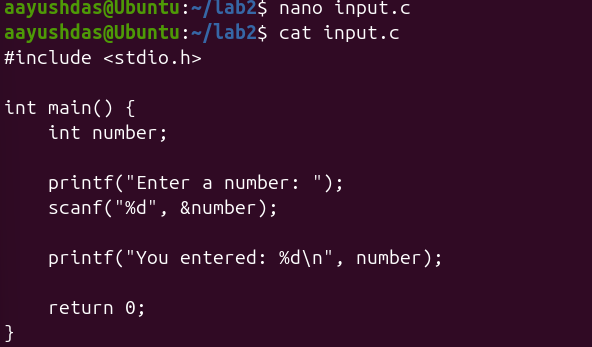 aayushdas@Ubuntu:~/lab2$ nano input.c
aayushdas@Ubuntu:~/lab2$ cat input.c
#include <stdio.h>

int main() {
    int number;

    printf("Enter a number: ");
    scanf("%d", &number);

    printf("You entered: %d\n", number);

    return 0;
}